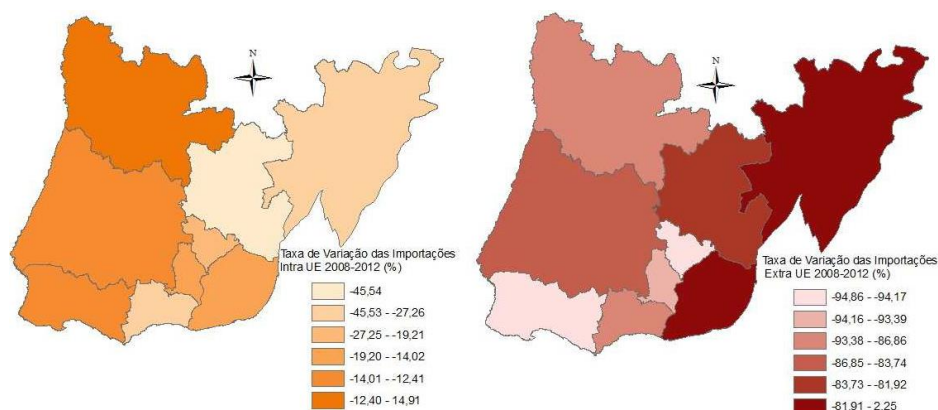 N
Taxa de Variação das Importações
Intra UE 2008-2012 (%)
-45,54
-45,53 - -27,26
-27,25 - -19,21
-19,20 - -14,02
-14,01 - -12,41
-12,40 - 14,91
N
Taxa de Variação das Importações
Extra UE 2008-2012 (%)
-94,86 - -94,17
-94,16 - -93,39
-93,38 - -86,86
-86,85 - -83,74
-83,73 - -81,92
-81,91 - 2,25